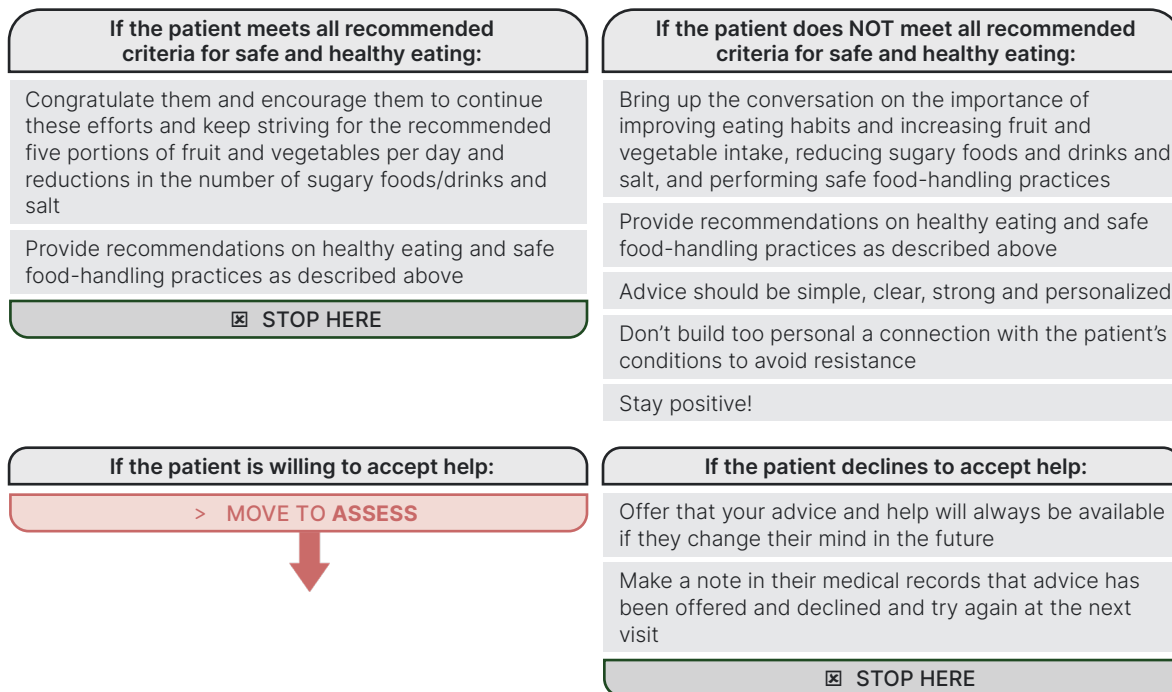 If the patient meets all recommended
criteria for safe and healthy eating:
Congratulate them and encourage them to continue
these efforts and keep striving for the recommended
five portions of fruit and vegetables per day and
reductions in the number of sugary foods/drinks and
salt
Provide recommendations on healthy eating and safe
food-handling practices as described above
☒ STOP HERE
If the patient does NOT meet all recommended
criteria for safe and healthy eating:
Bring up the conversation on the importance of
improving eating habits and increasing fruit and
vegetable intake, reducing sugary foods and drinks and
salt, and performing safe food-handling practices
Provide recommendations on healthy eating and safe
food-handling practices as described above
Advice should be simple, clear, strong and personalized
Don’t build too personal a connection with the patient’s
conditions to avoid resistance
Stay positive!
If the patient is willing to accept help:
> MOVE TO ASSESS
If the patient declines to accept help:
Offer that your advice and help will always be available
if they change their mind in the future
Make a note in their medical records that advice has
been offered and declined and try again at the next
visit
☒ STOP HERE